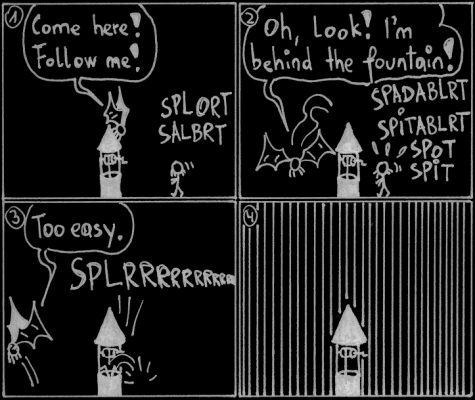 1
Come here!
Follow me!
SPLORT
SALBRT
2
Oh, Look! I'm
behind the fountain!
SPADABLRT
SPiTABLRT
SPOT
SPIT
3
Too easy.
SPLRRRRRRRRRRR
4